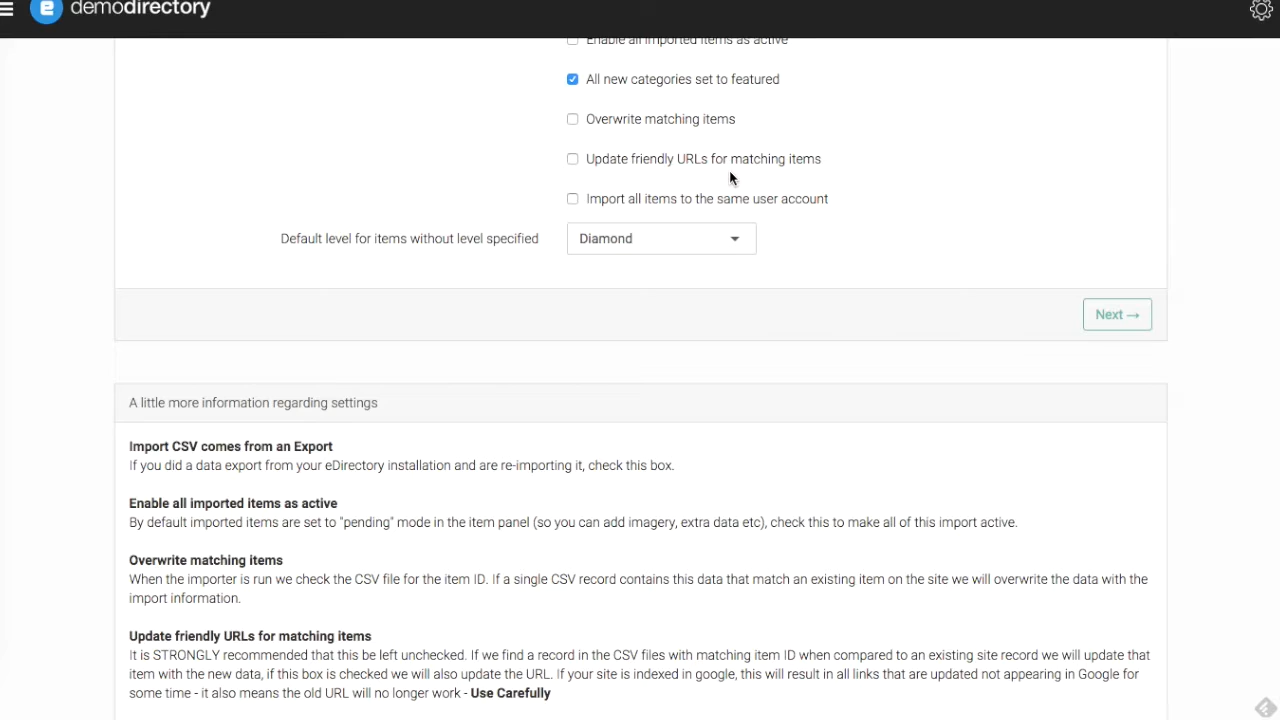 e demodirectory
Enable all imported items as active
All new categories set to featured
Overwrite matching items
Update friendly URLs for matching items
Import all items to the same user account
Default level for items without level specified Diamond
Next →
A little more information regarding settings
Import CSV comes from an Export
If you did a data export from your eDirectory installation and are re-importing it, check this box.
Enable all imported items as active
By default imported items are set to "pending" mode in the item panel (so you can add imagery, extra data etc), check this to make all of this import active.
Overwrite matching items
When the importer is run we check the CSV file for the item ID. If a single CSV record contains this data that match an existing item on the site we will overwrite the data with the
import information.
Update friendly URLs for matching items
It is STRONGLY recommended that this be left unchecked. If we find a record in the CSV files with matching item ID when compared to an existing site record we will update that
item with the new data, if this box is checked we will also update the URL. If your site is indexed in google, this will result in all links that are updated not appearing in Google for
some time - it also means the old URL will no longer work - Use Carefully